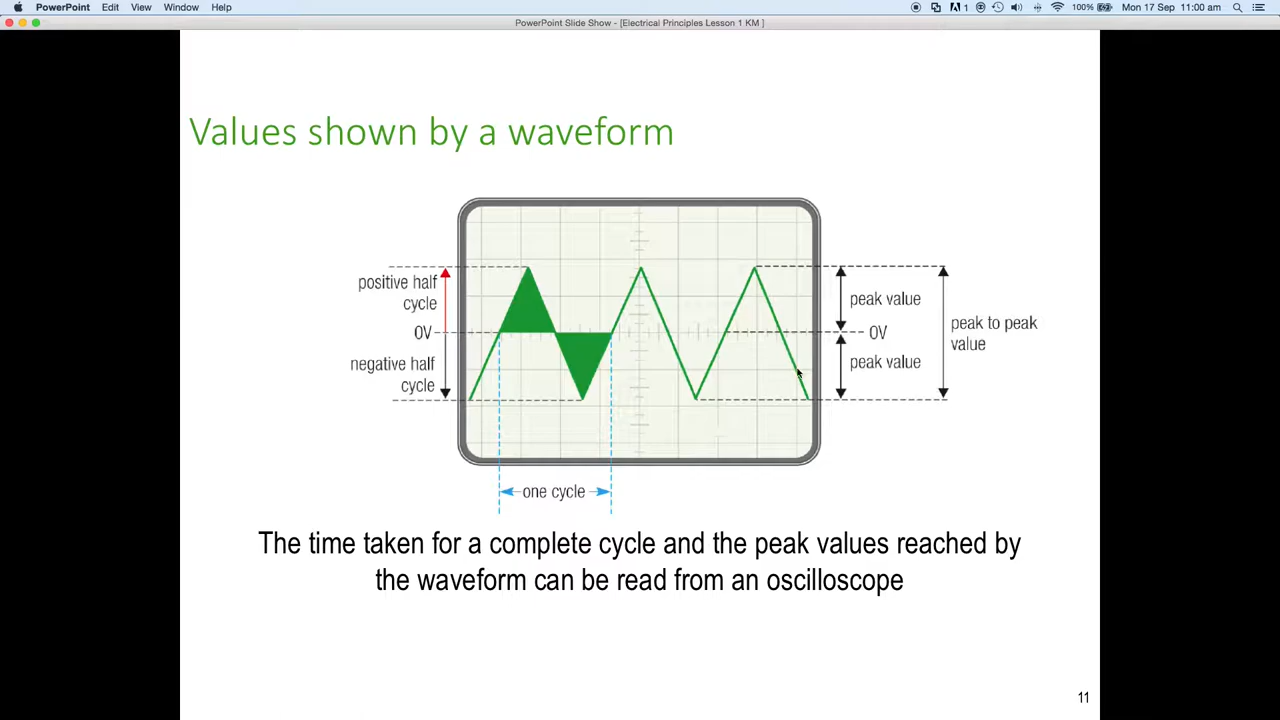 PowerPoint Edit View Window Help 1 100% Mon 17 Sep 11:00 am
PowerPoint Slide Show - [Electrical Principles Lesson 1 KM ]
Values shown by a waveform
positive half
cycle
0V
negative half
cycle
peak value
0V
peak value
peak to peak
value
one cycle
The time taken for a complete cycle and the peak values reached by
the waveform can be read from an oscilloscope
11